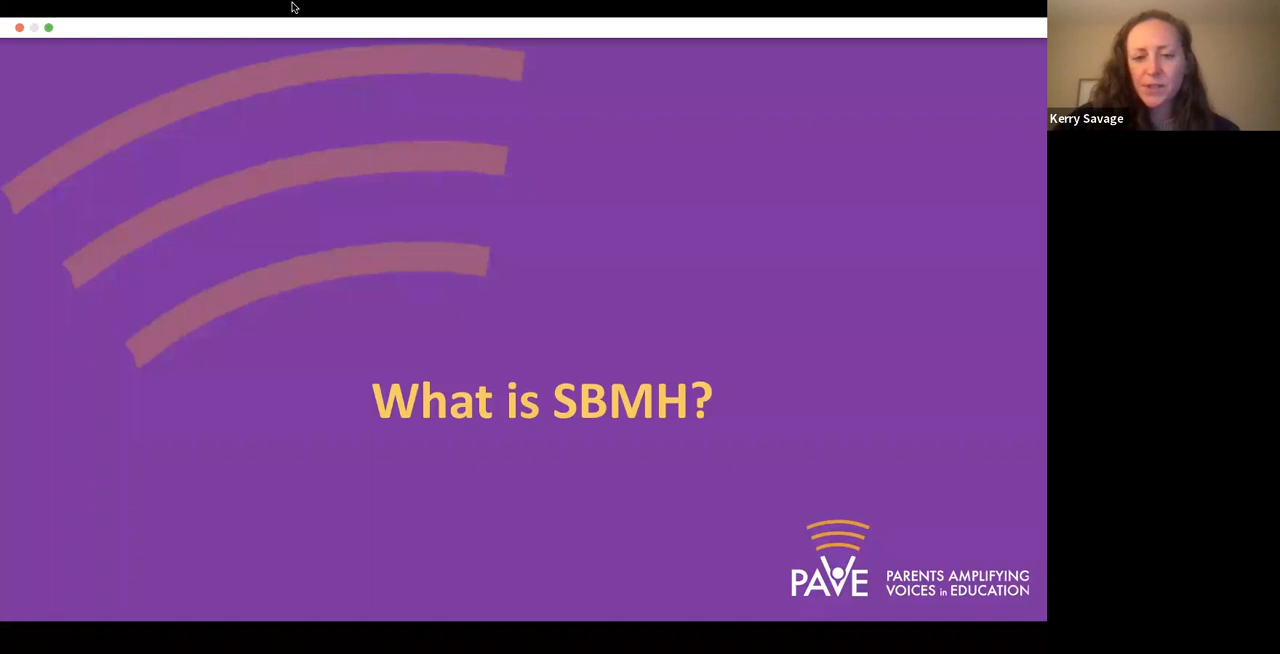 Kerry Savage
What is SBMH?
PAVE
PARENTS AMPLIFYING
VOICES in EDUCATION